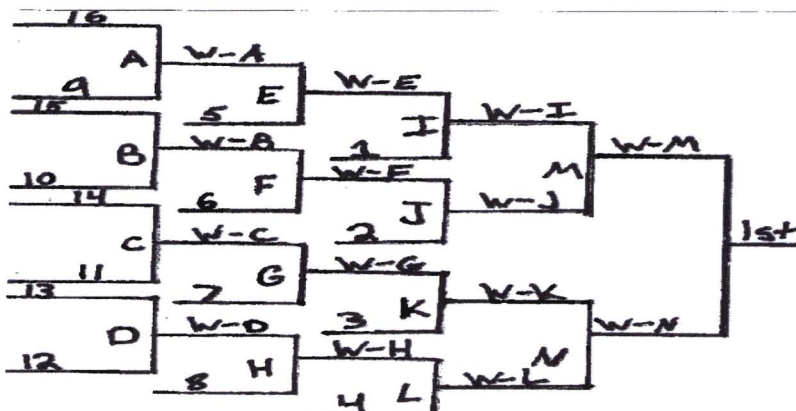 16
A
W-A
9
E
W-E
15
5
I
W-I
B
W-B
1
W-M
10
F
W-F
M
14
6
J
W-J
C
W-C
2
1st
11
G
W-G
13
7
K
W-K
D
W-D
3
W-N
12
H
W-H
N
8
L
W-L
4